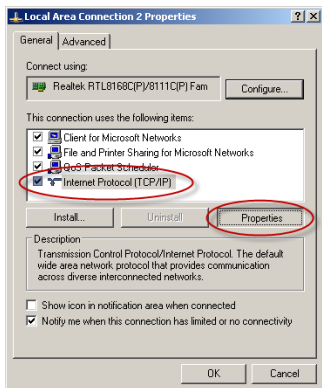 Local Area Connection 2 Properties
General Advanced
Connect using:
Realtek RTL8168C(P)/8111C(P) Fam Configure...
This connection uses the following items:
Client for Microsoft Networks
File and Printer Sharing for Microsoft Networks
QoS Packet Scheduler
Internet Protocol (TCP/IP)
Install... Uninstall Properties
Description
Transmission Control Protocol/Internet Protocol. The default
wide area network protocol that provides communication
across diverse interconnected networks.
Show icon in notification area when connected
Notify me when this connection has limited or no connectivity
OK Cancel